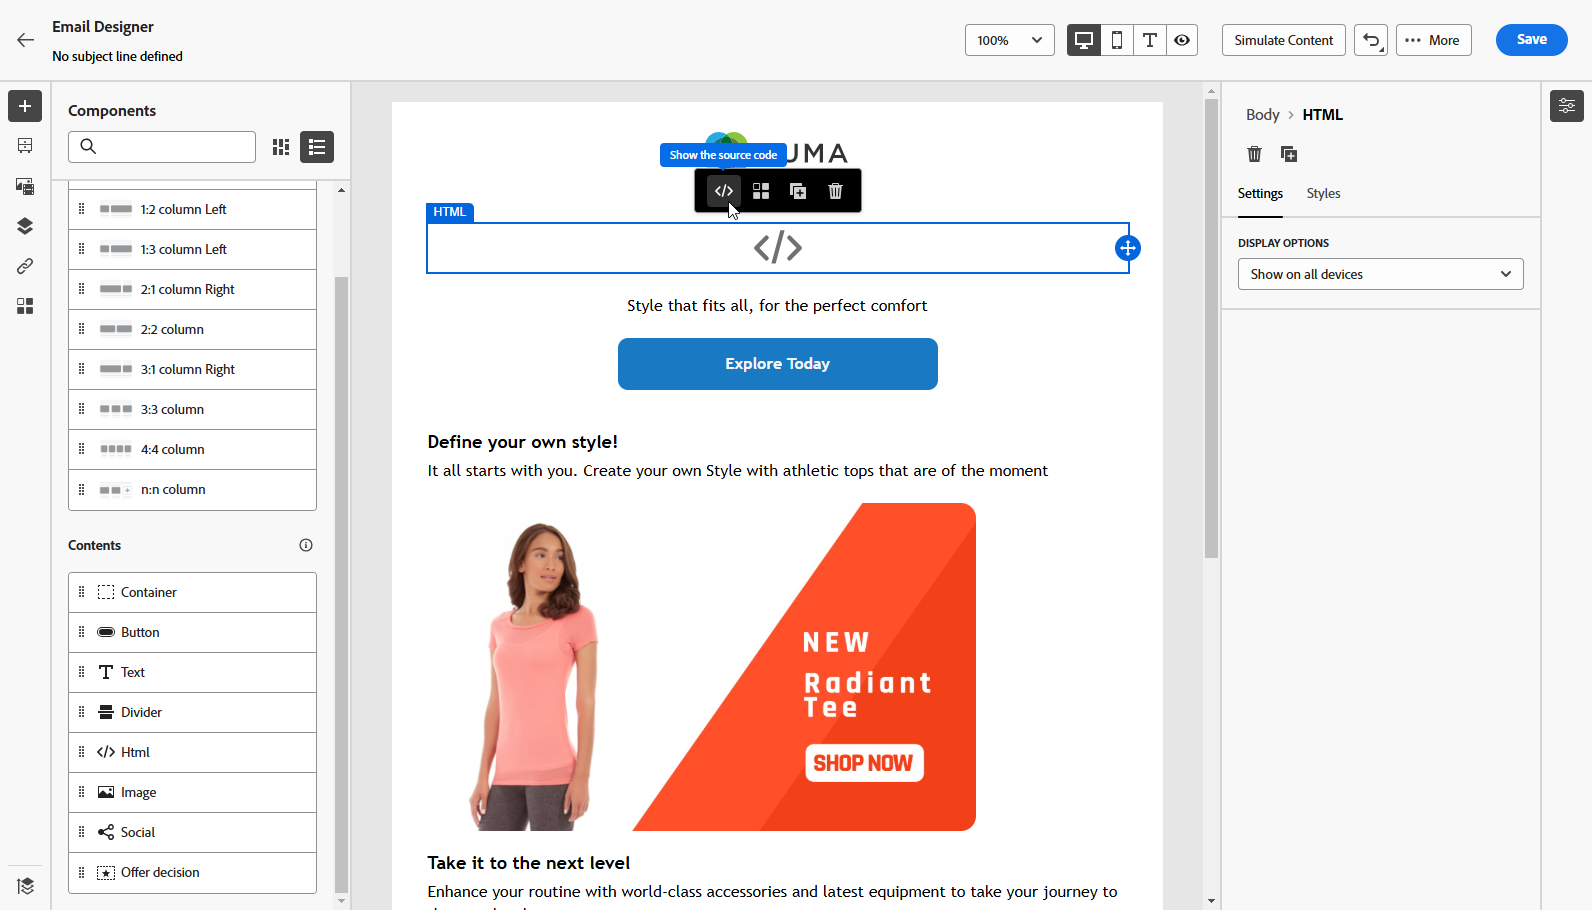 Email Designer
No subject line defined
100%
Simulate Content
More
Save
Components
1:2 column Left
1:3 column Left
2:1 column Right
2:2 column
3:1 column Right
3:3 column
4:4 column
n:n column
Contents
Container
Button
Text
Divider
Html
Image
Social
Offer decision
UMA
Show the source code
HTML
Style that fits all, for the perfect comfort
Explore Today
Define your own style!
It all starts with you. Create your own Style with athletic tops that are of the moment
NEW
Radiant
Tee
SHOP NOW
Take it to the next level
Enhance your routine with world-class accessories and latest equipment to take your journey to
Body > HTML
Settings Styles
DISPLAY OPTIONS
Show on all devices